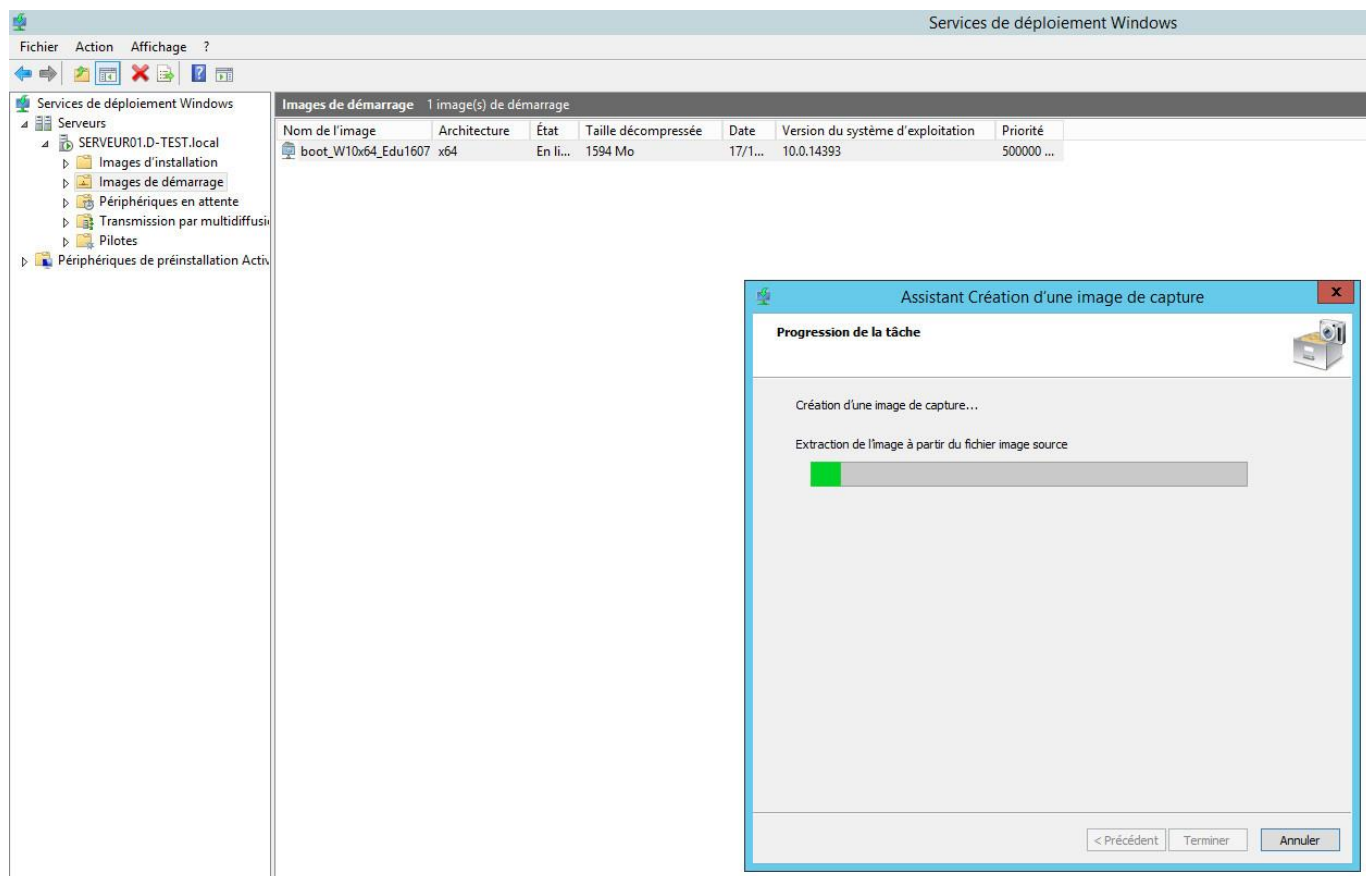 Services de déploiement Windows
Fichier Action Affichage ?
Services de déploiement Windows
Serveurs
SERVEUR01.D-TEST.local
Images d'installation
Images de démarrage
Périphériques en attente
Transmission par multidiffusi
Pilotes
Périphériques de préinstallation Activ
Images de démarrage 1 image(s) de démarrage
Nom de l'image Architecture État Taille décompressée Date Version du système d'exploitation Priorité
boot_W10x64_Edu1607 x64 En li... 1594 Mo 17/1... 10.0.14393 500000 ...
Assistant Création d'une image de capture
x
Progression de la tâche
Création d'une image de capture...
Extraction de l'image à partir du fichier image source
< Précédent Terminer Annuler